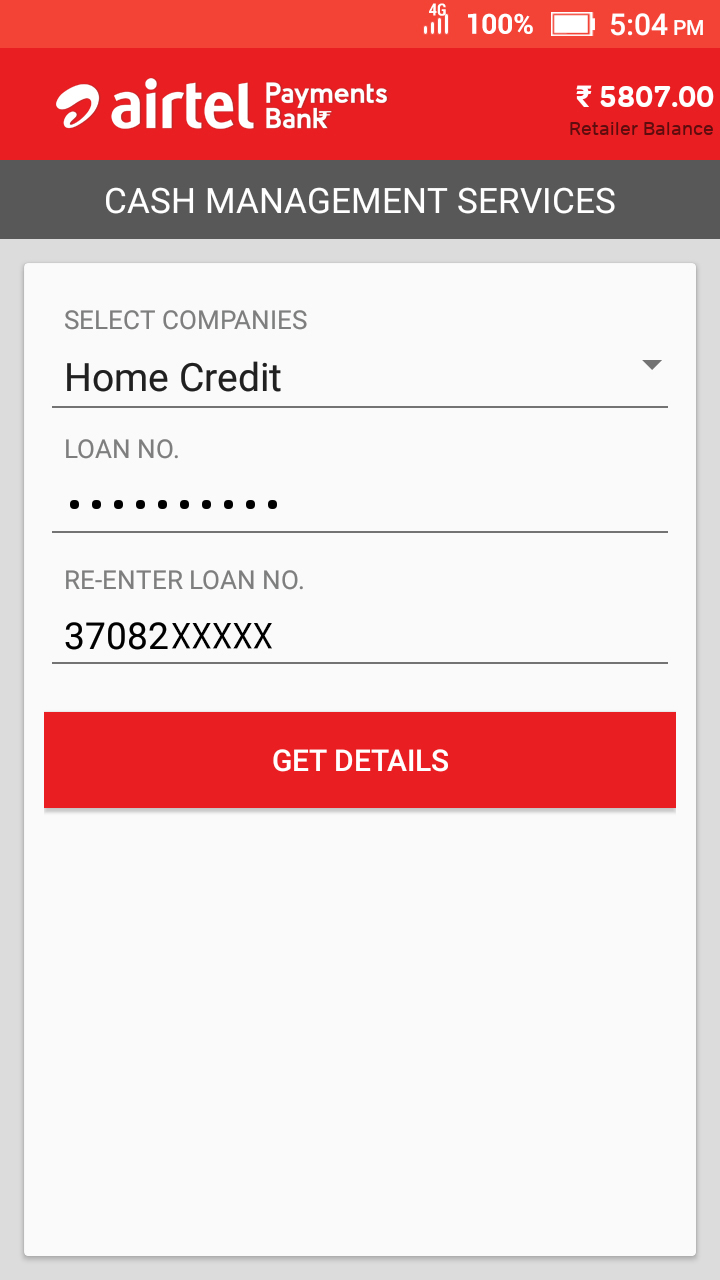 4G 100% 5:04 PM
airtel Payments Bank
₹ 5807.00
Retailer Balance
CASH MANAGEMENT SERVICES
SELECT COMPANIES
Home Credit
LOAN NO.
••••••••••
RE-ENTER LOAN NO.
37082XXXXX
GET DETAILS